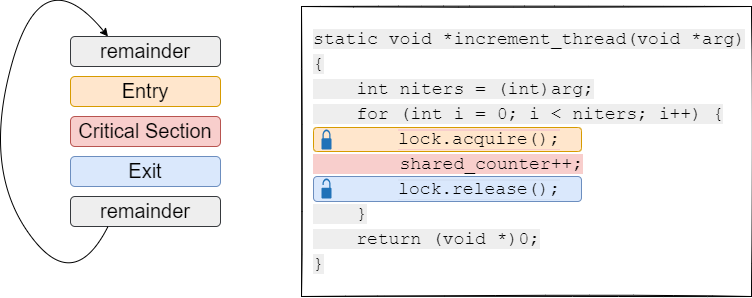 remainder
Entry
Critical Section
Exit
remainder
static void *increment_thread(void *arg)
{
    int niters = (int)arg;
    for (int i = 0; i < niters; i++) {
        lock.acquire();
        shared_counter++;
        lock.release();
    }
    return (void *)0;
}